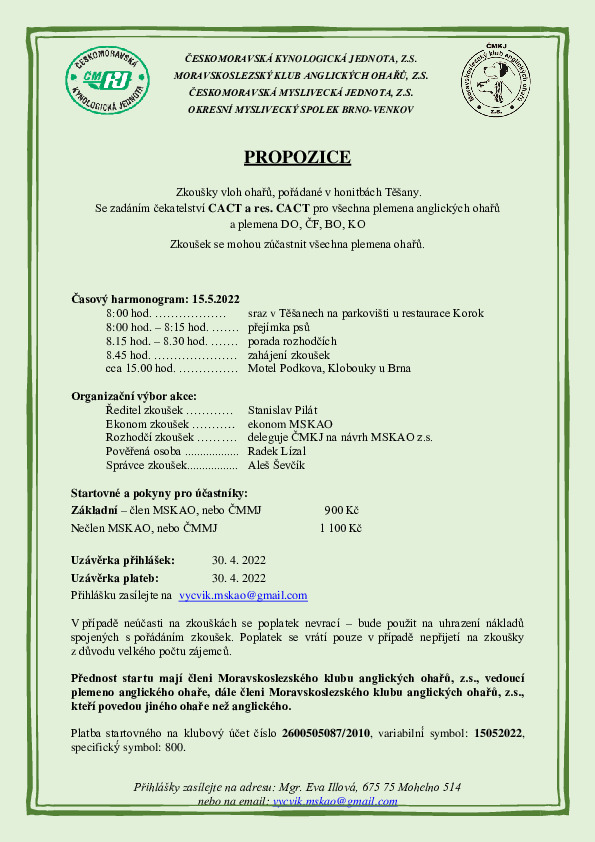 ČESKOMORAVSKÁ
ČMKJ
KYNOLOGICKÁ JEDNOTA
ČESKOMORAVSKÁ KYNOLOGICKÁ JEDNOTA, Z.S.
MORAVSKOSLEZSKÝ KLUB ANGLICKÝCH OHAŘŮ, Z.S.
ČESKOMORAVSKÁ MYSLIVECKÁ JEDNOTA, Z.S.
OKRESNÍ MYSLIVECKÝ SPOLEK BRNO-VENKOV
ČMKJ
Moravskoslezský klub anglických ohařů
z.s.
PROPOZICE
Zkoušky vloh ohařů, pořádané v honitbách Těšany.
Se zadáním čekatelství CACT a res. CACT pro všechna plemena anglických ohařů
a plemena DO, ČF, BO, KO
Zkoušek se mohou zúčastnit všechna plemena ohařů.
Časový harmonogram: 15.5.2022
8:00 hod. ……………… sraz v Těšanech na parkovišti u restaurace Korok
8:00 hod. – 8:15 hod. ……. přejímka psů
8.15 hod. – 8.30 hod. ……. porada rozhodčích
8.45 hod. ………………… zahájení zkoušek
cca 15.00 hod. …………… Motel Podkova, Klobouky u Brna
Organizační výbor akce:
Ředitel zkoušek ………… Stanislav Pilát
Ekonom zkoušek ……….. ekonom MSKAO
Rozhodčí zkoušek ………. deleguje ČMKJ na návrh MSKAO z.s.
Pověřená osoba .................. Radek Lízal
Správce zkoušek................. Aleš Ševčík
Startovné a pokyny pro účastníky:
Základní – člen MSKAO, nebo ČMMJ 900 Kč
Nečlen MSKAO, nebo ČMMJ 1 100 Kč
Uzávěrka přihlášek: 30. 4. 2022
Uzávěrka plateb: 30. 4. 2022
Přihlášku zasílejte na vycvik.mskao@gmail.com
V případě neúčasti na zkouškách se poplatek nevrací – bude použit na uhrazení nákladů
spojených s pořádáním zkoušek. Poplatek se vrátí pouze v případě nepřijetí na zkoušky
z důvodu velkého počtu zájemců.
Přednost startu mají členi Moravskoslezského klubu anglických ohařů, z.s., vedoucí
plemeno anglického ohaře, dále členi Moravskoslezského klubu anglických ohařů, z.s.,
kteří povedou jiného ohaře než anglického.
Platba startovného na klubový účet číslo 2600505087/2010, variabilní symbol: 15052022,
specifický symbol: 800.
Přihlášky zasílejte na adresu: Mgr. Eva Illová, 675 75 Mohelno 514
nebo na email: vycvik.mskao@gmail.com